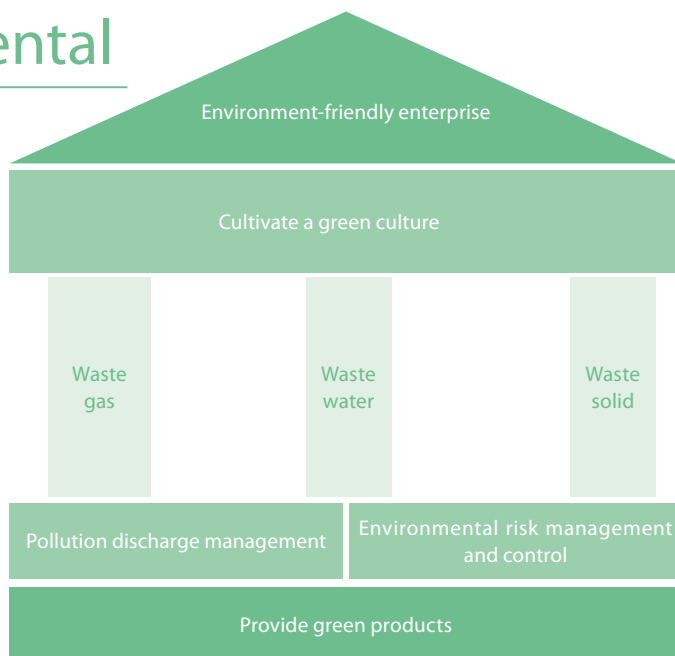 ental
Environment-friendly enterprise
Cultivate a green culture
Waste
gas
Waste
water
Waste
solid
Pollution discharge management
Environmental risk management
and control
Provide green products